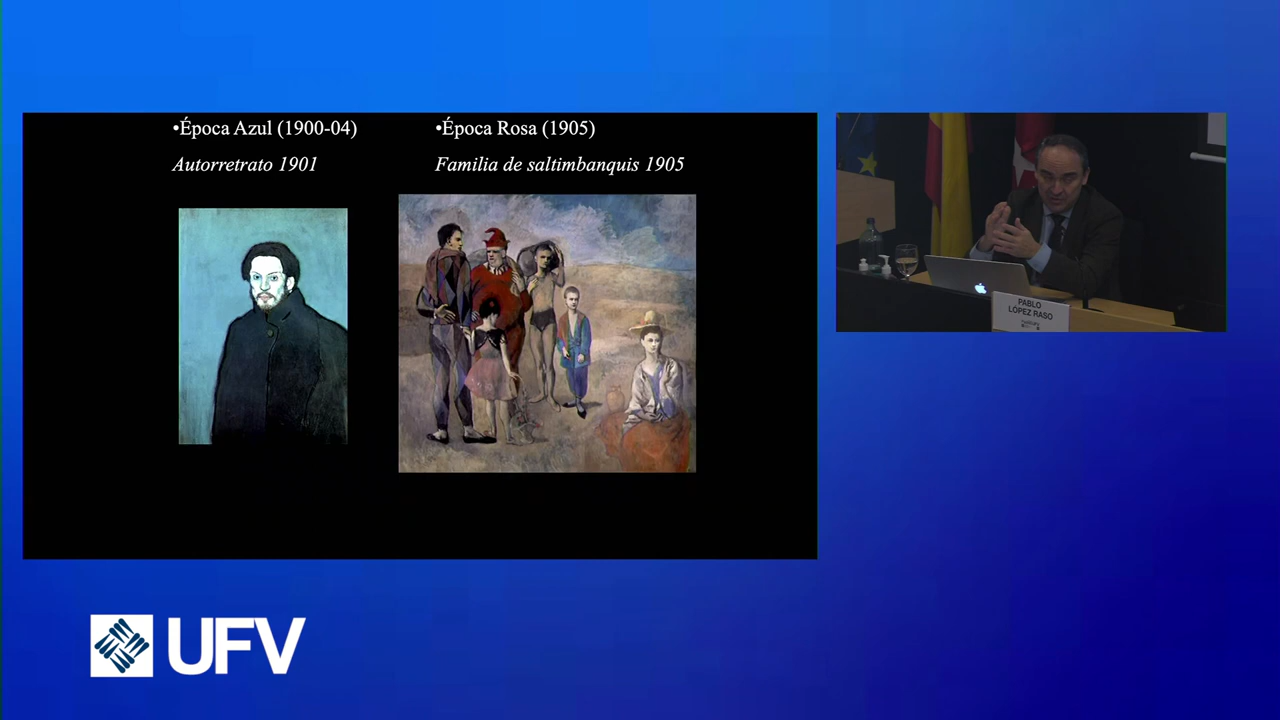 •Época Azul (1900-04)
Autorretrato 1901
•Época Rosa (1905)
Familia de saltimbanquis 1905
PABLO
LÓPEZ RASO
UFV